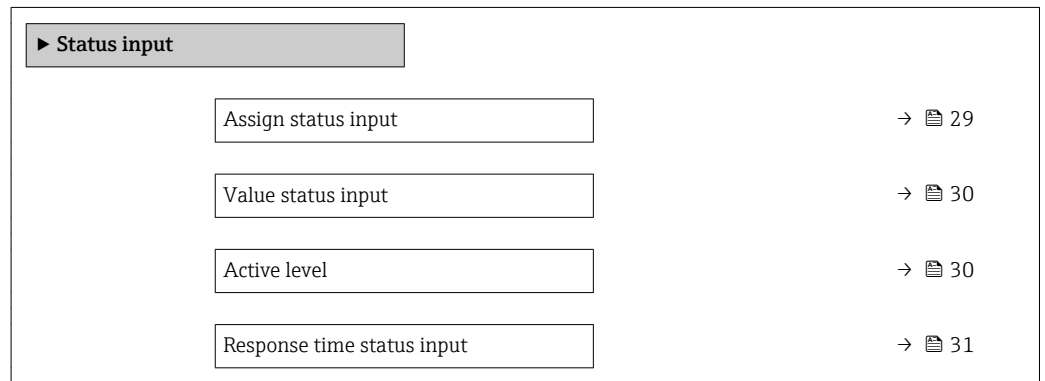 ▶ Status input
Assign status input → 🖹 29
Value status input → 🖹 30
Active level → 🖹 30
Response time status input → 🖹 31